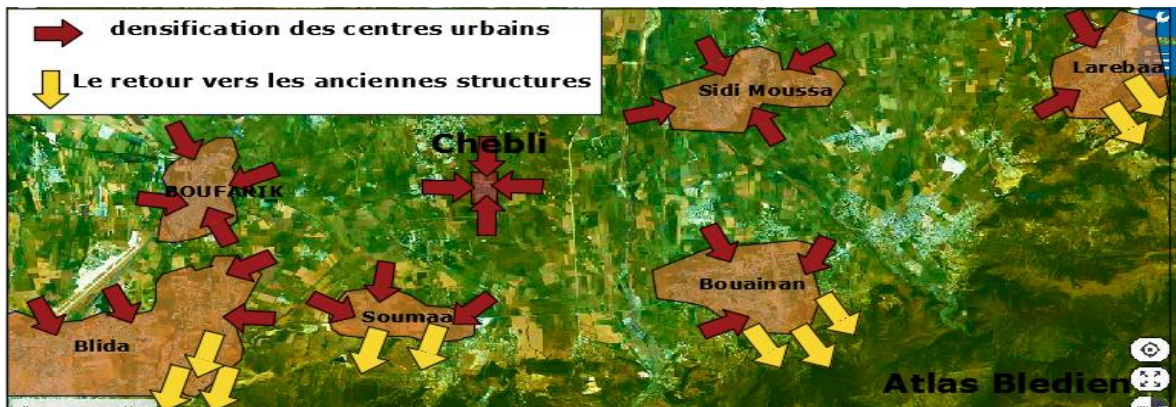 densification des centres urbains
Le retour vers les anciennes structures
Larebaa
Sidi Moussa
Chebli
BOUFARIK
Bouainan
Soumaa
Blida
Atlas Bledien